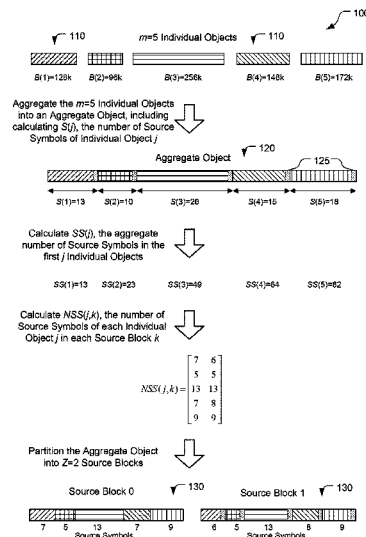 100
110
m=5 Individual Objects
110
B(1)=128k B(2)=96k B(3)=256k B(4)=148k B(5)=172k
Aggregate the m=5 Individual Objects
into an Aggregate Object, including
calculating S(j), the number of Source
Symbols of Individual Object j
Aggregate Object
120
125
S(1)=13 S(2)=10 S(3)=26 S(4)=15 S(5)=18
Calculate SS(j), the aggregate
number of Source Symbols in the
first j Individual Objects
SS(1)=13 SS(2)=23 SS(3)=49 SS(4)=64 SS(5)=82
Calculate NSS(j,k), the number of
Source Symbols of each Individual
Object j in each Source Block k
7 6
5 5
NSS(j,k)= 13 13
7 8
9 9
Partition the Aggregate Object
into Z=2 Source Blocks
Source Block 0 130 Source Block 1 130
7 5 13 7 9 6 5 13 8 9
Source Symbols Source Symbols